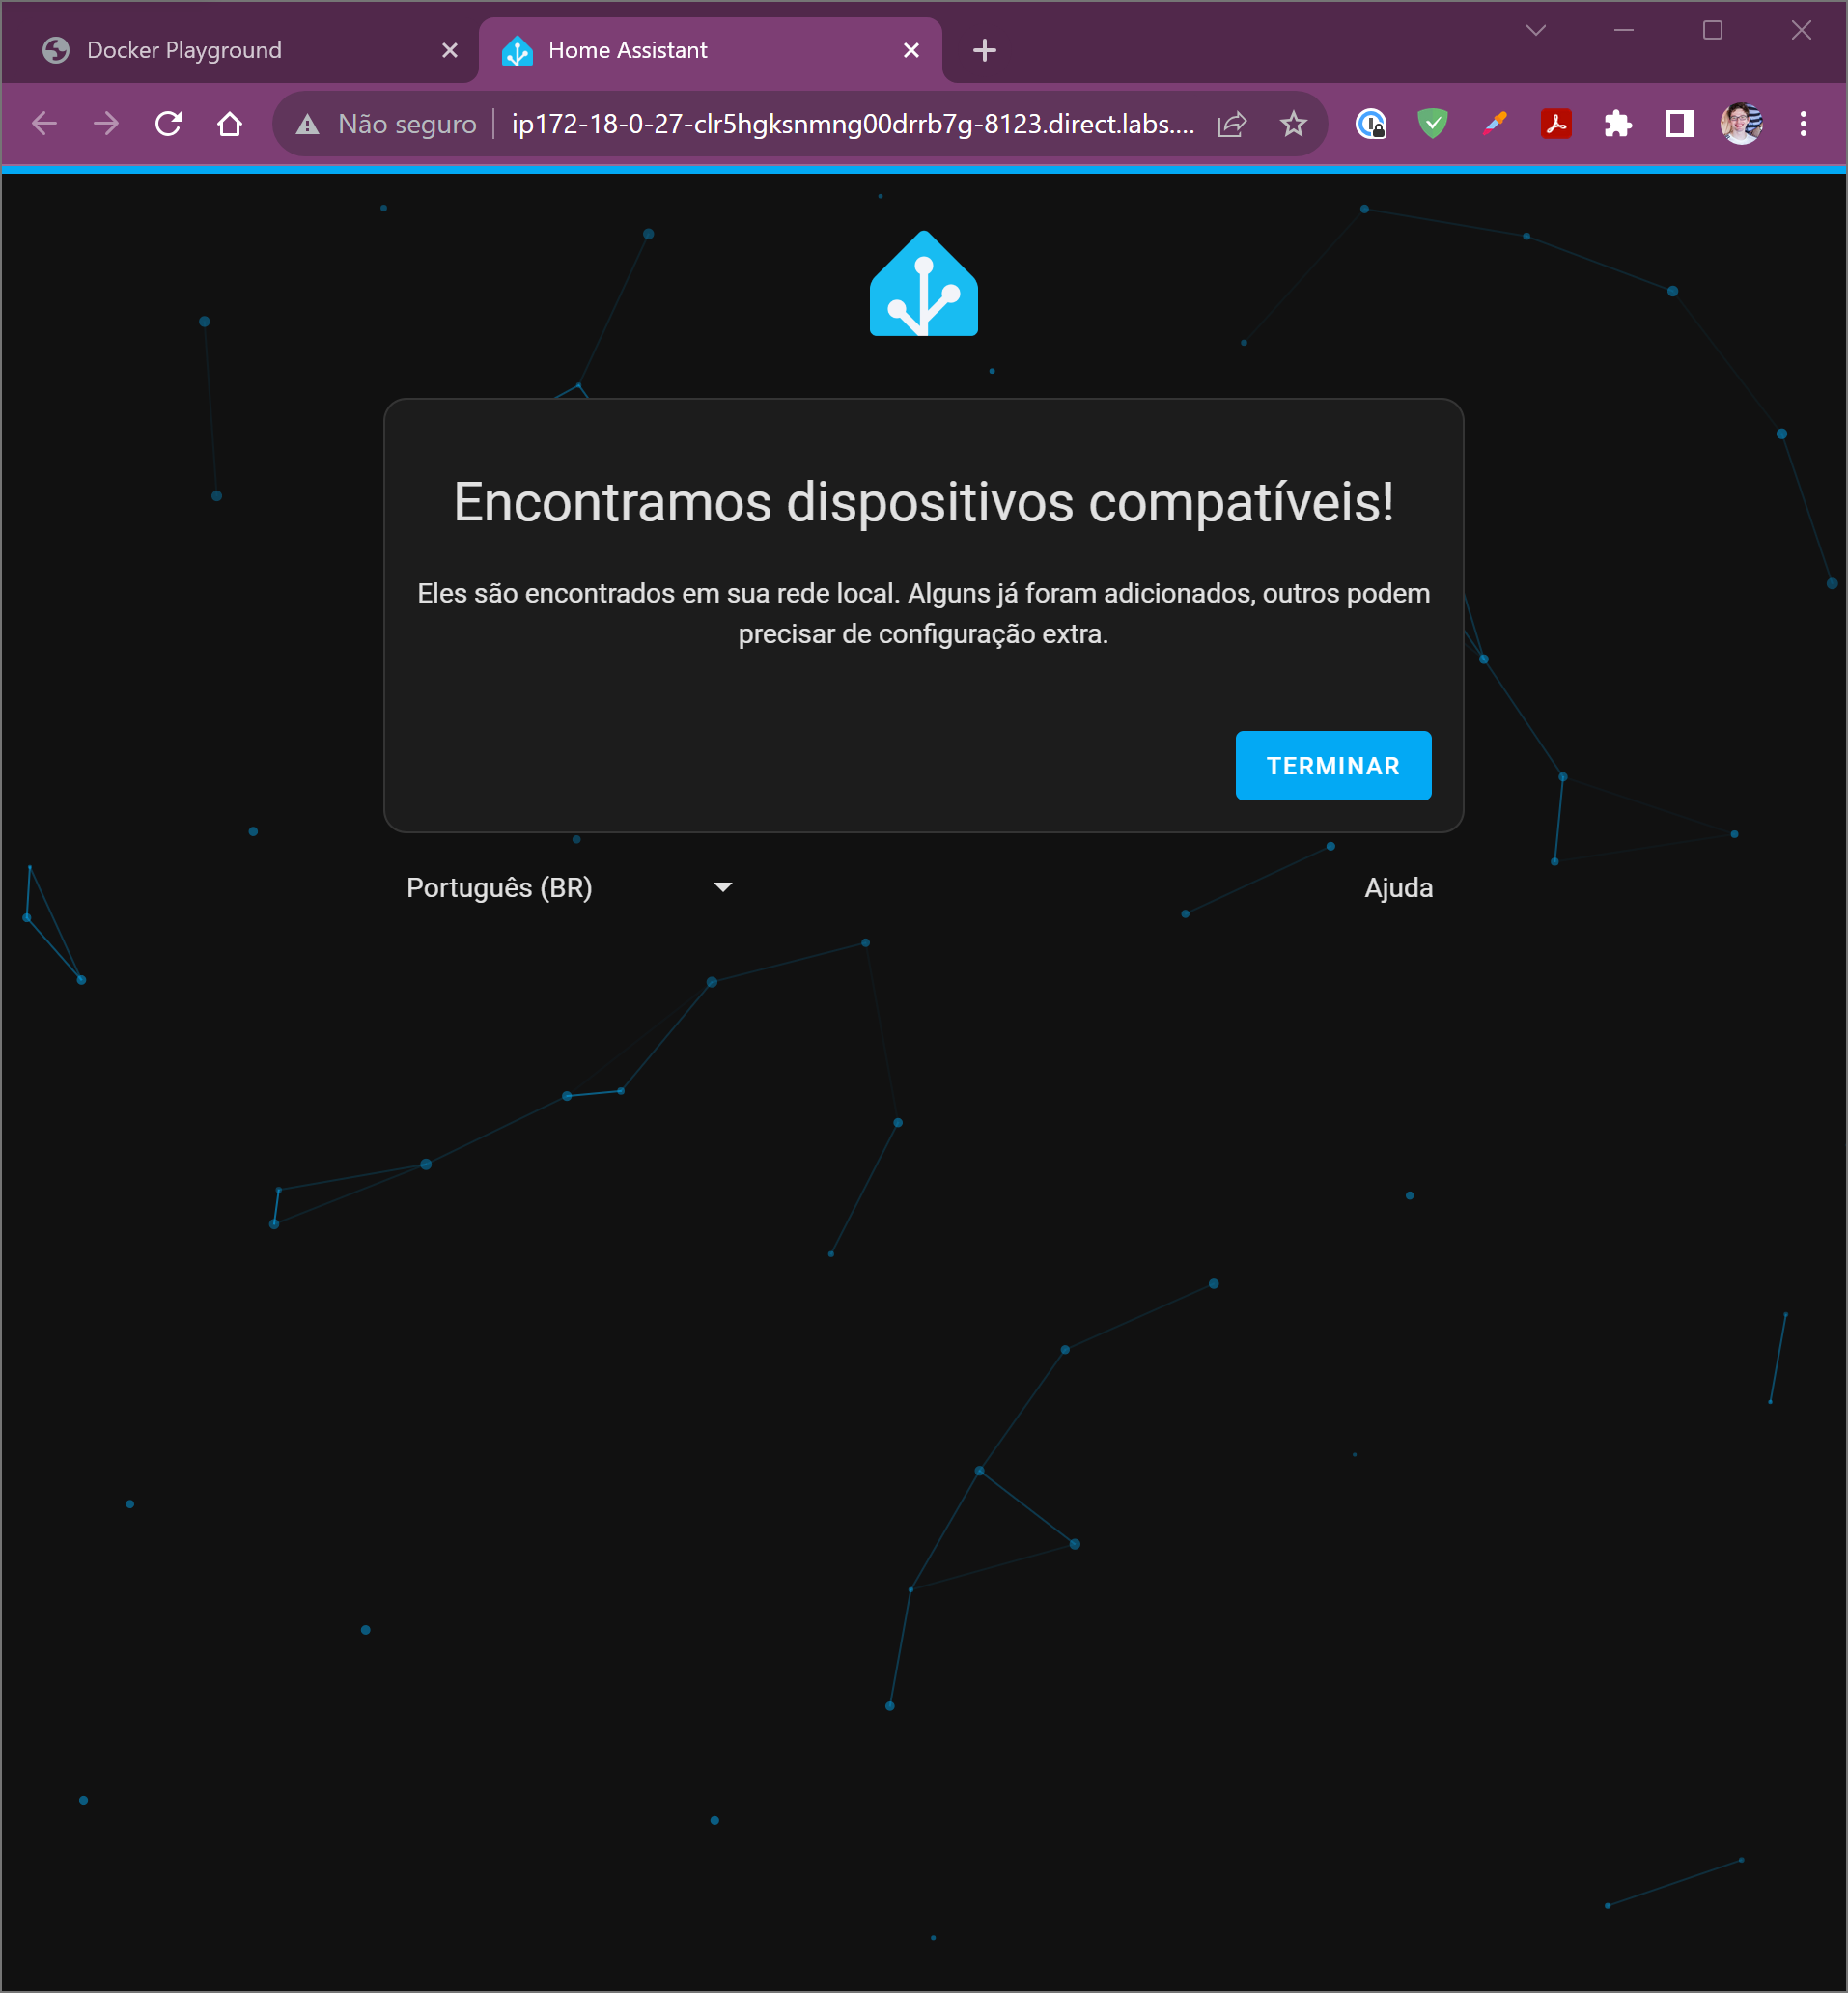 Docker Playground
Home Assistant
Não seguro
ip172-18-0-27-clr5hgksnmng00drrb7g-8123.direct.labs....
Encontramos dispositivos compatíveis!
Eles são encontrados em sua rede local. Alguns já foram adicionados, outros podem
precisar de configuração extra.
TERMINAR
Português (BR)
Ajuda